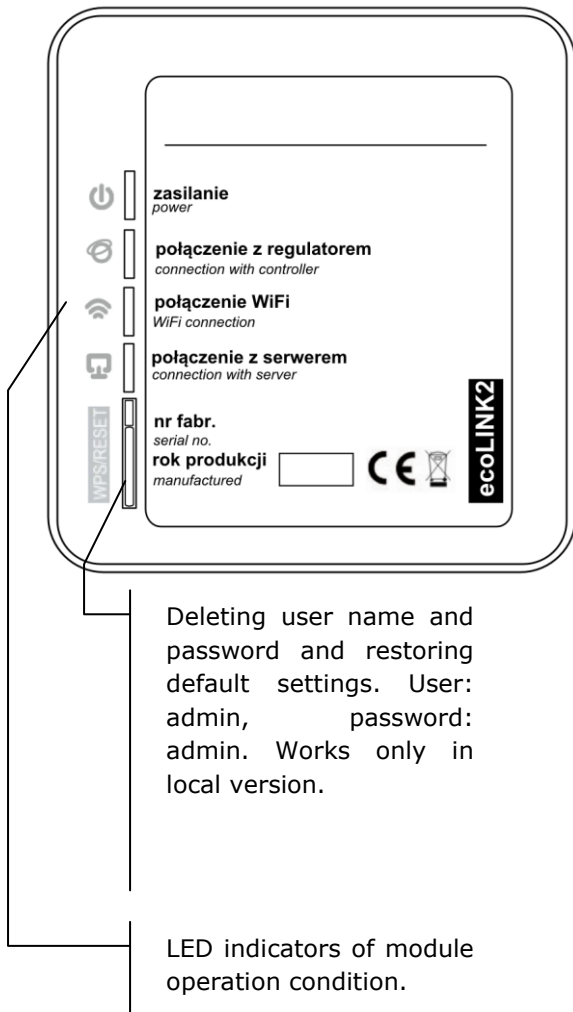 zasilanie
power
połączenie z regulatorem
connection with controller
połączenie WiFi
WiFi connection
połączenie z serwerem
connection with server
WPS/RESET
nr fabr.
serial no.
rok produkcji
manufactured
CE
ecoLINK2
Deleting user name and
password and restoring
default settings. User:
admin, password:
admin. Works only in
local version.
LED indicators of module
operation condition.